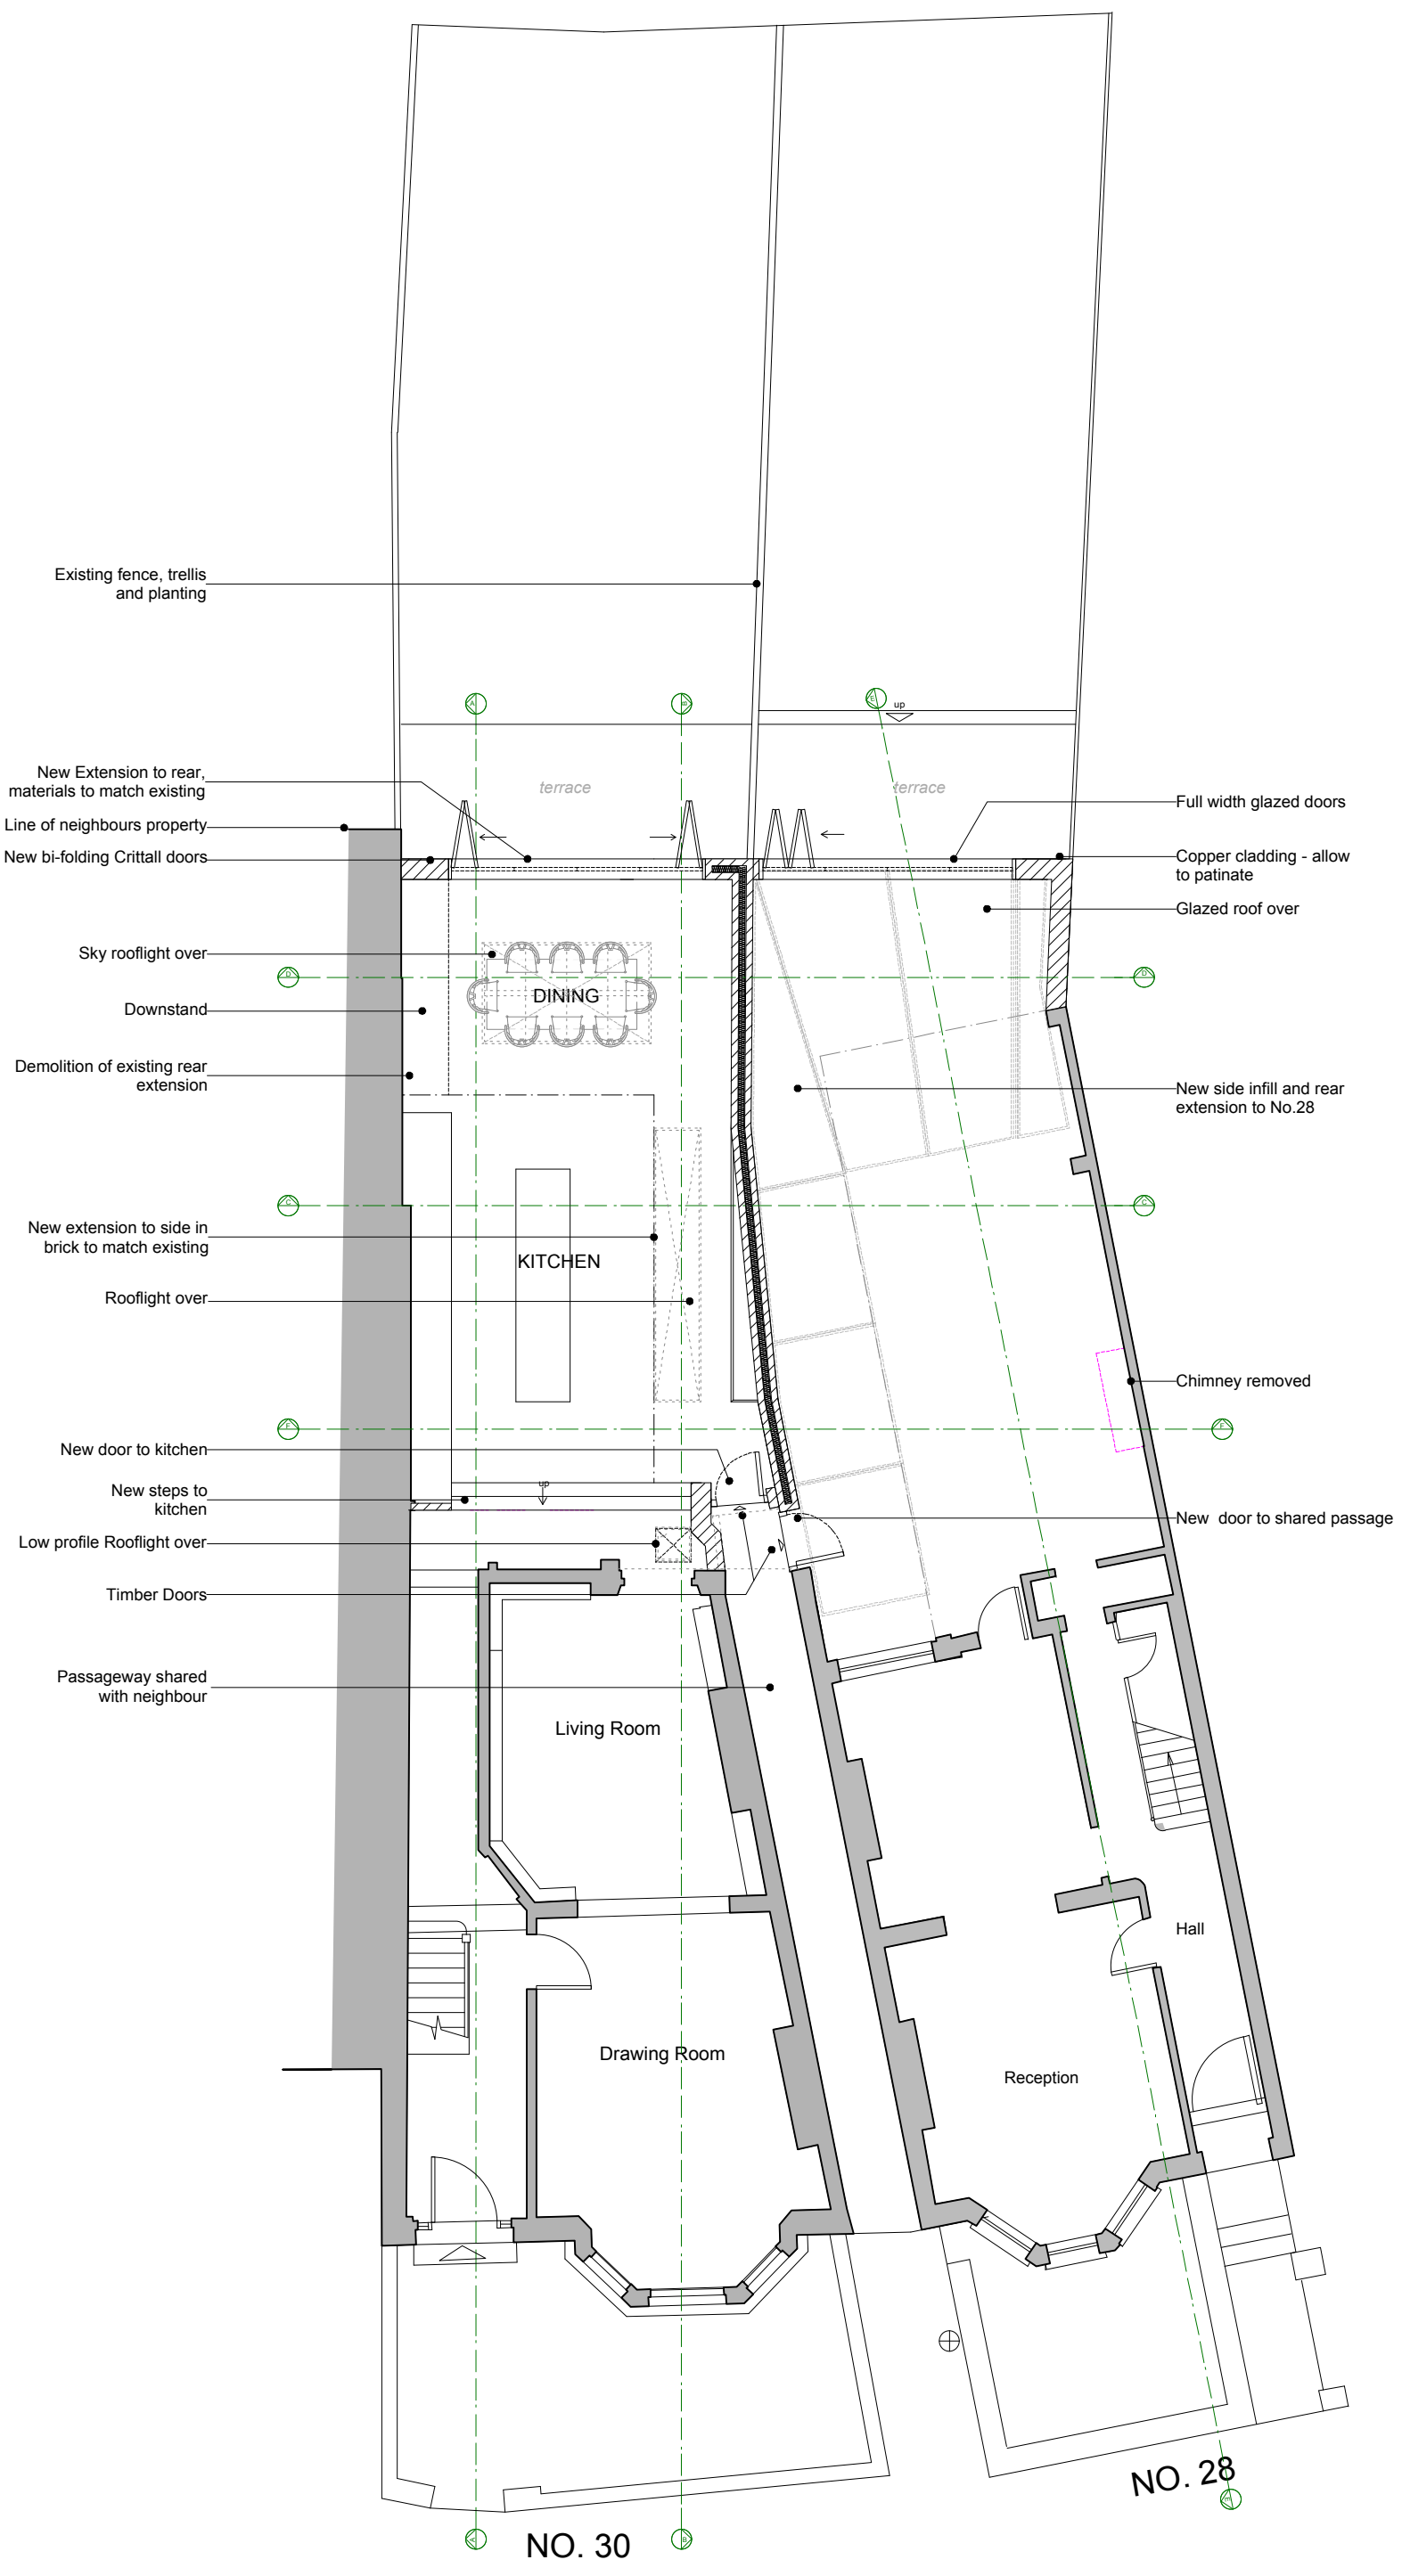 Existing fence, trellis
and planting
A
B
E
up
New Extension to rear,
materials to match existing
terrace
terrace
Full width glazed doors
Line of neighbours property
New bi-folding Crittall doors
Copper cladding - allow
to patinate
Glazed roof over
Sky rooflight over
D
D
DINING
Downstand
Demolition of existing rear
extension
New side infill and rear
extension to No.28
C
C
New extension to side in
brick to match existing
KITCHEN
Rooflight over
Chimney removed
F
F
New door to kitchen
New steps to
kitchen
up
New door to shared passage
Low profile Rooflight over
Timber Doors
Passageway shared
with neighbour
Living Room
Hall
Drawing Room
Reception
NO. 28
E
A
B
NO. 30